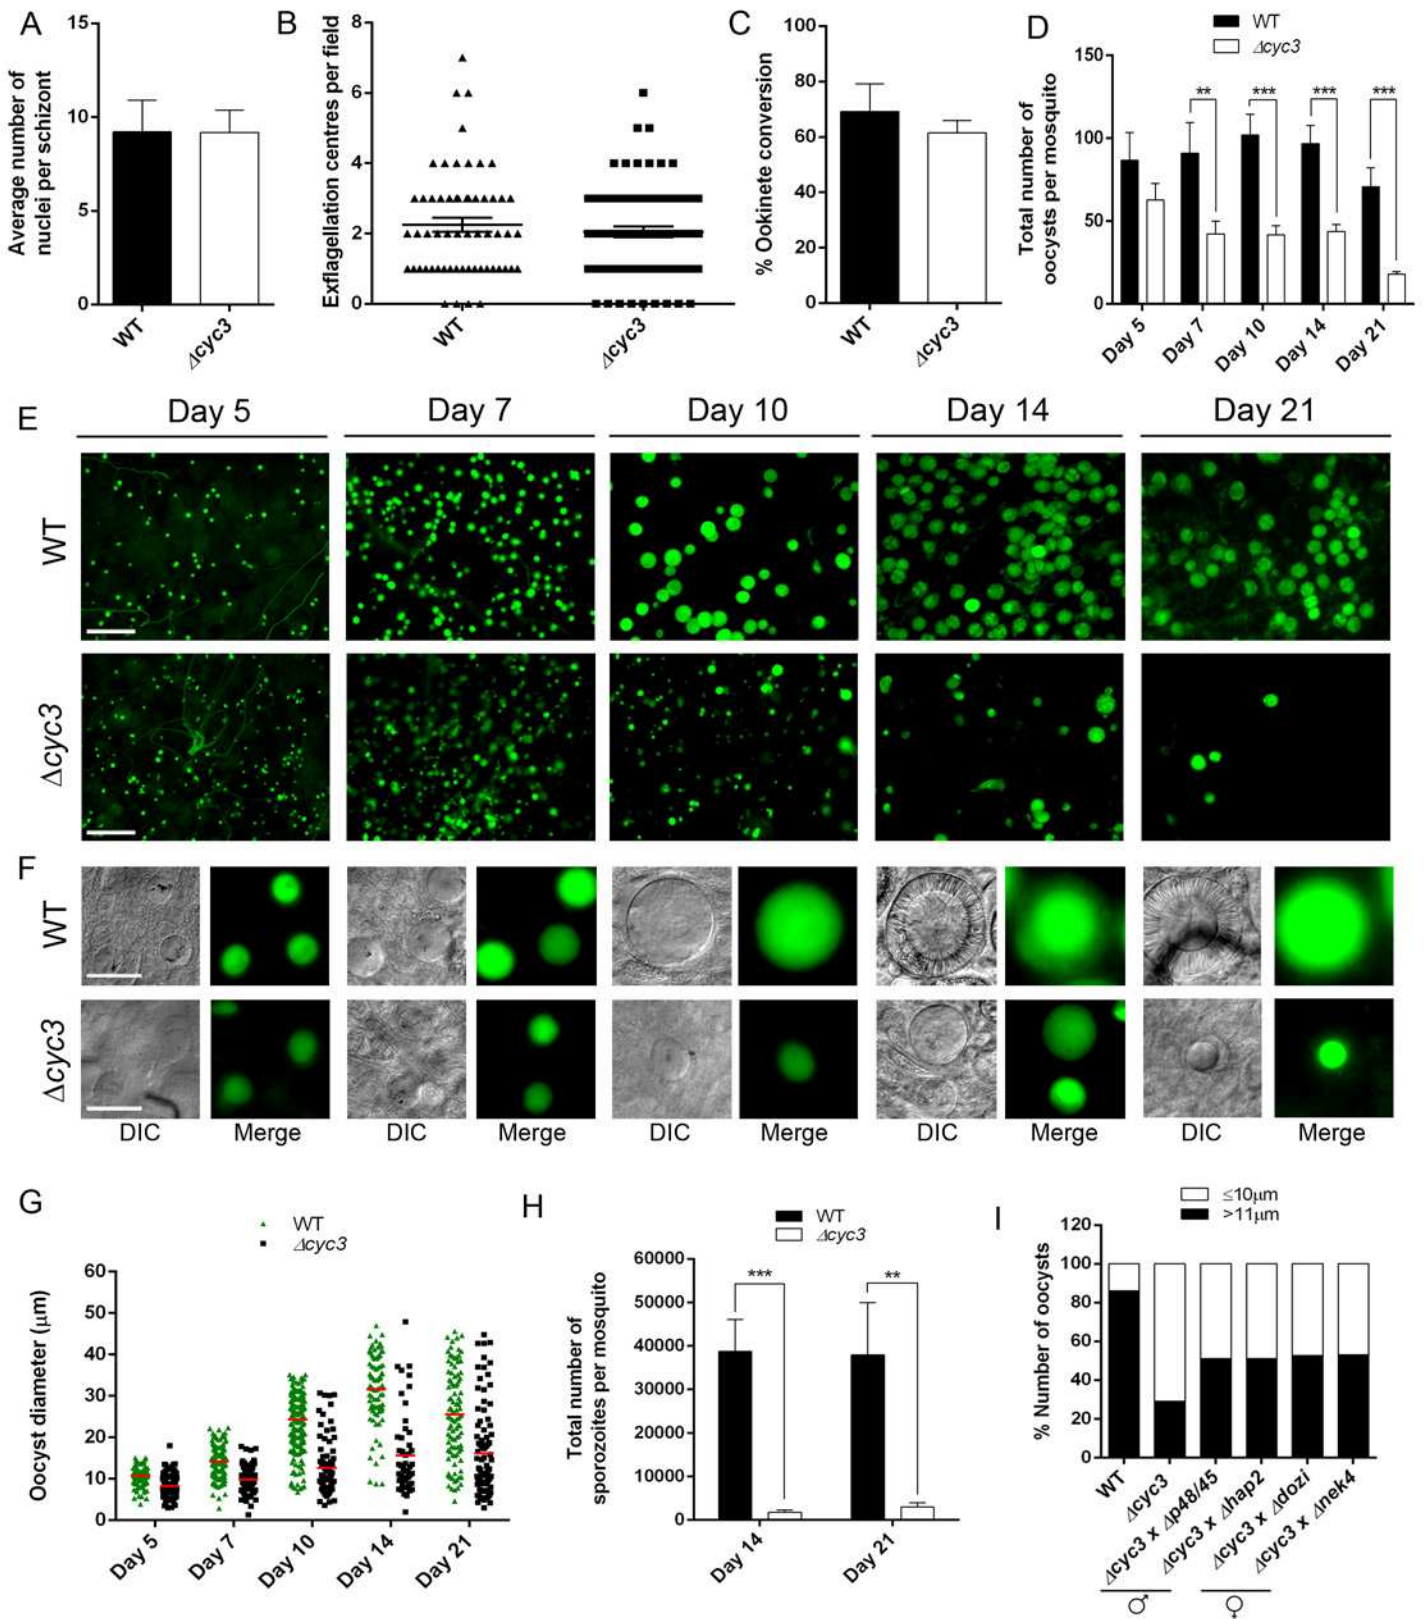 A
Average number of
nuclei per schizont
15
10
5
0
WT
Δcyc3
B
Exflagellation centres per field
8
6
4
2
0
WT
Δcyc3
C
% Ookinete conversion
100
80
60
40
20
0
WT
Δcyc3
D
WT
Δcyc3
Total number of
oocysts per mosquito
150
100
50
0
**
***
***
***
Day 5
Day 7
Day 10
Day 14
Day 21
E
Day 5
Day 7
Day 10
Day 14
Day 21
WT
Δcyc3
F
WT
Δcyc3
DIC
Merge
DIC
Merge
DIC
Merge
DIC
Merge
DIC
Merge
G
WT
Δcyc3
Oocyst diameter (μm)
60
50
40
30
20
10
0
Day 5
Day 7
Day 10
Day 14
Day 21
H
WT
Δcyc3
Total number of
sporozoites per mosquito
60000
50000
40000
30000
20000
10000
0
***
**
Day 14
Day 21
I
≤10μm
>11μm
% Number of oocysts
120
100
80
60
40
20
0
WT
Δcyc3
Δcyc3 x Δp48/45
Δcyc3 x Δhap2
Δcyc3 x Δdozi
Δcyc3 x Δnek4
♂
♀